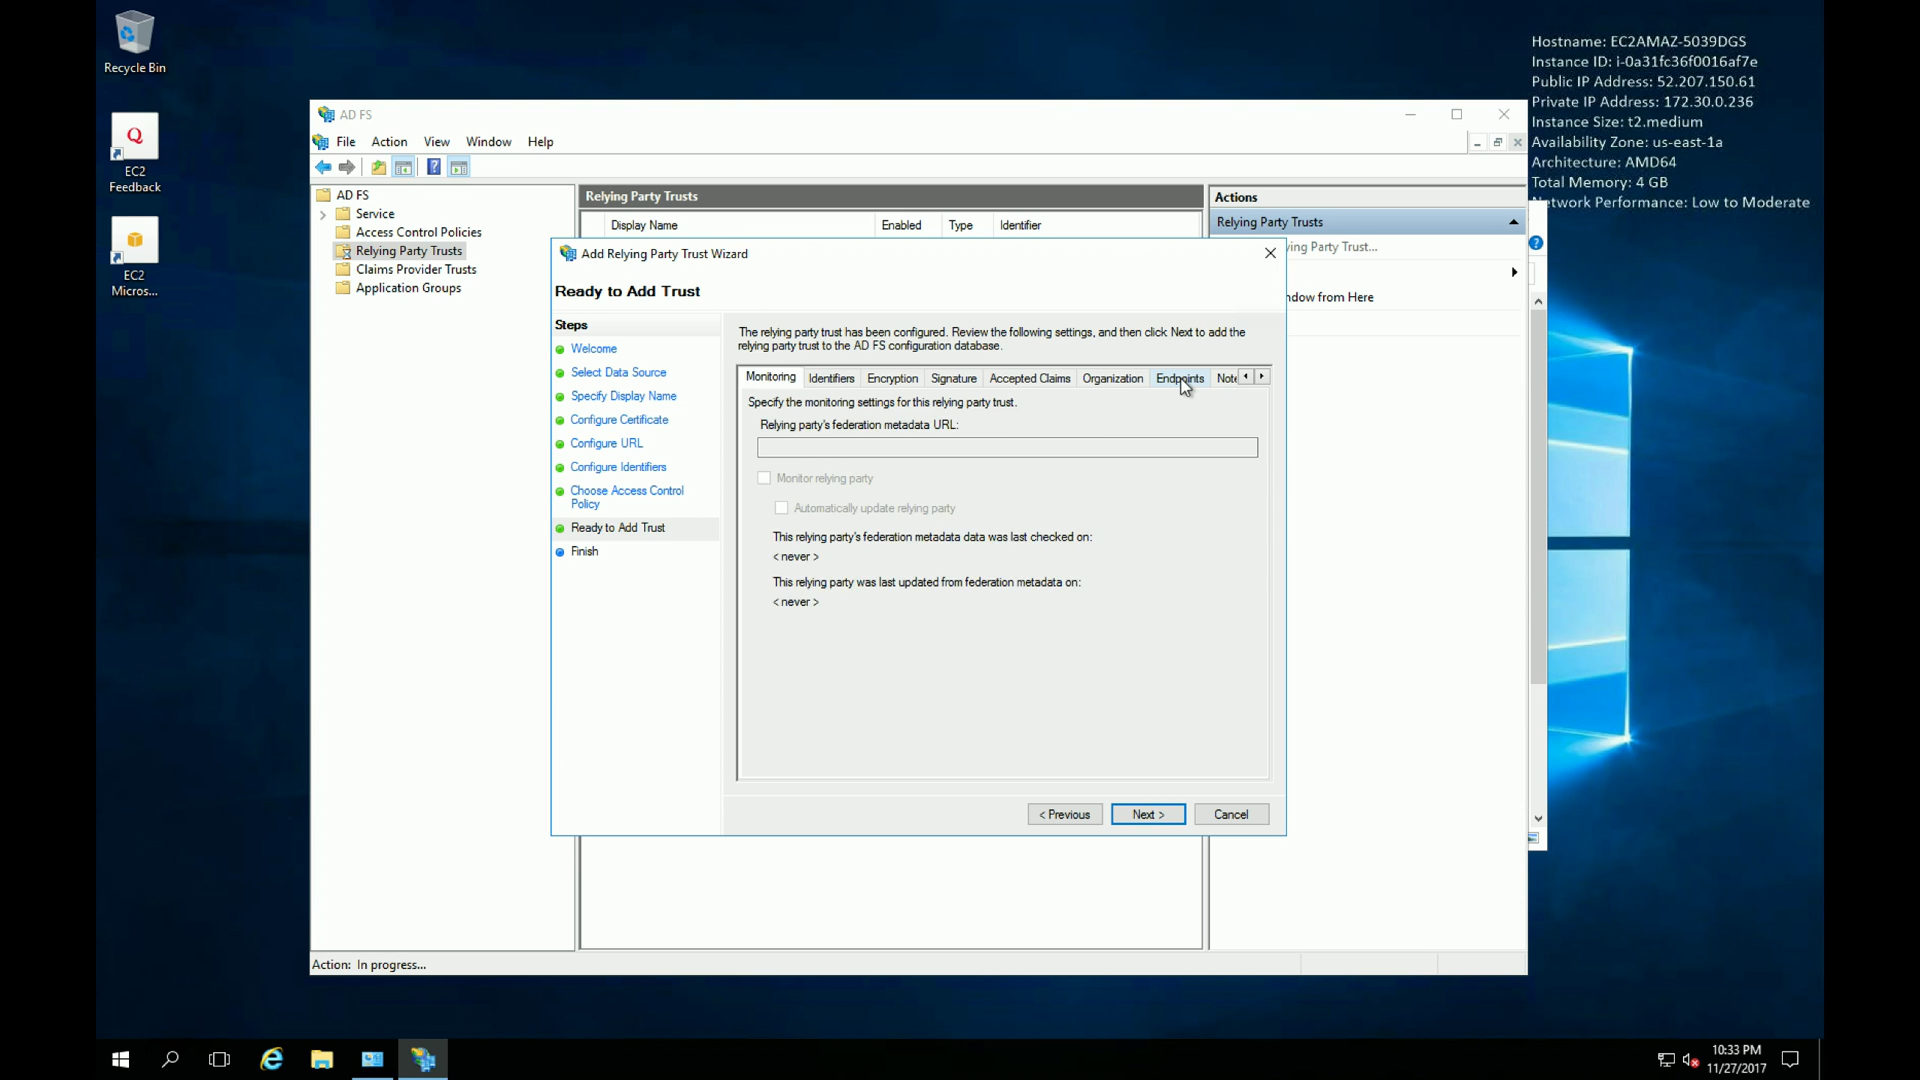 Recycle Bin
EC2
Feedback
EC2
Micros...
Hostname: EC2AMAZ-5039DGS
Instance ID: i-0a31fc36f0016af7e
Public IP Address: 52.207.150.61
Private IP Address: 172.30.0.236
Instance Size: t2.medium
Availability Zone: us-east-1a
Architecture: AMD64
Total Memory: 4 GB
Network Performance: Low to Moderate
AD FS
File Action View Window Help
AD FS
Service
Access Control Policies
Relying Party Trusts
Claims Provider Trusts
Application Groups
Relying Party Trusts
Display Name Enabled Type Identifier
Actions
Relying Party Trusts
ying Party Trust...
ndow from Here
Add Relying Party Trust Wizard
Ready to Add Trust
Steps
Welcome
Select Data Source
Specify Display Name
Configure Certificate
Configure URL
Configure Identifiers
Choose Access Control
Policy
Ready to Add Trust
Finish
The relying party trust has been configured. Review the following settings, and then click Next to add the
relying party trust to the AD FS configuration database.
Monitoring Identifiers Encryption Signature Accepted Claims Organization Endpoints Note
Specify the monitoring settings for this relying party trust.
Relying party's federation metadata URL:
Monitor relying party
Automatically update relying party
This relying party's federation metadata data was last checked on:
< never >
This relying party was last updated from federation metadata on:
< never >
< Previous Next > Cancel
Action: In progress...
10:33 PM
11/27/2017